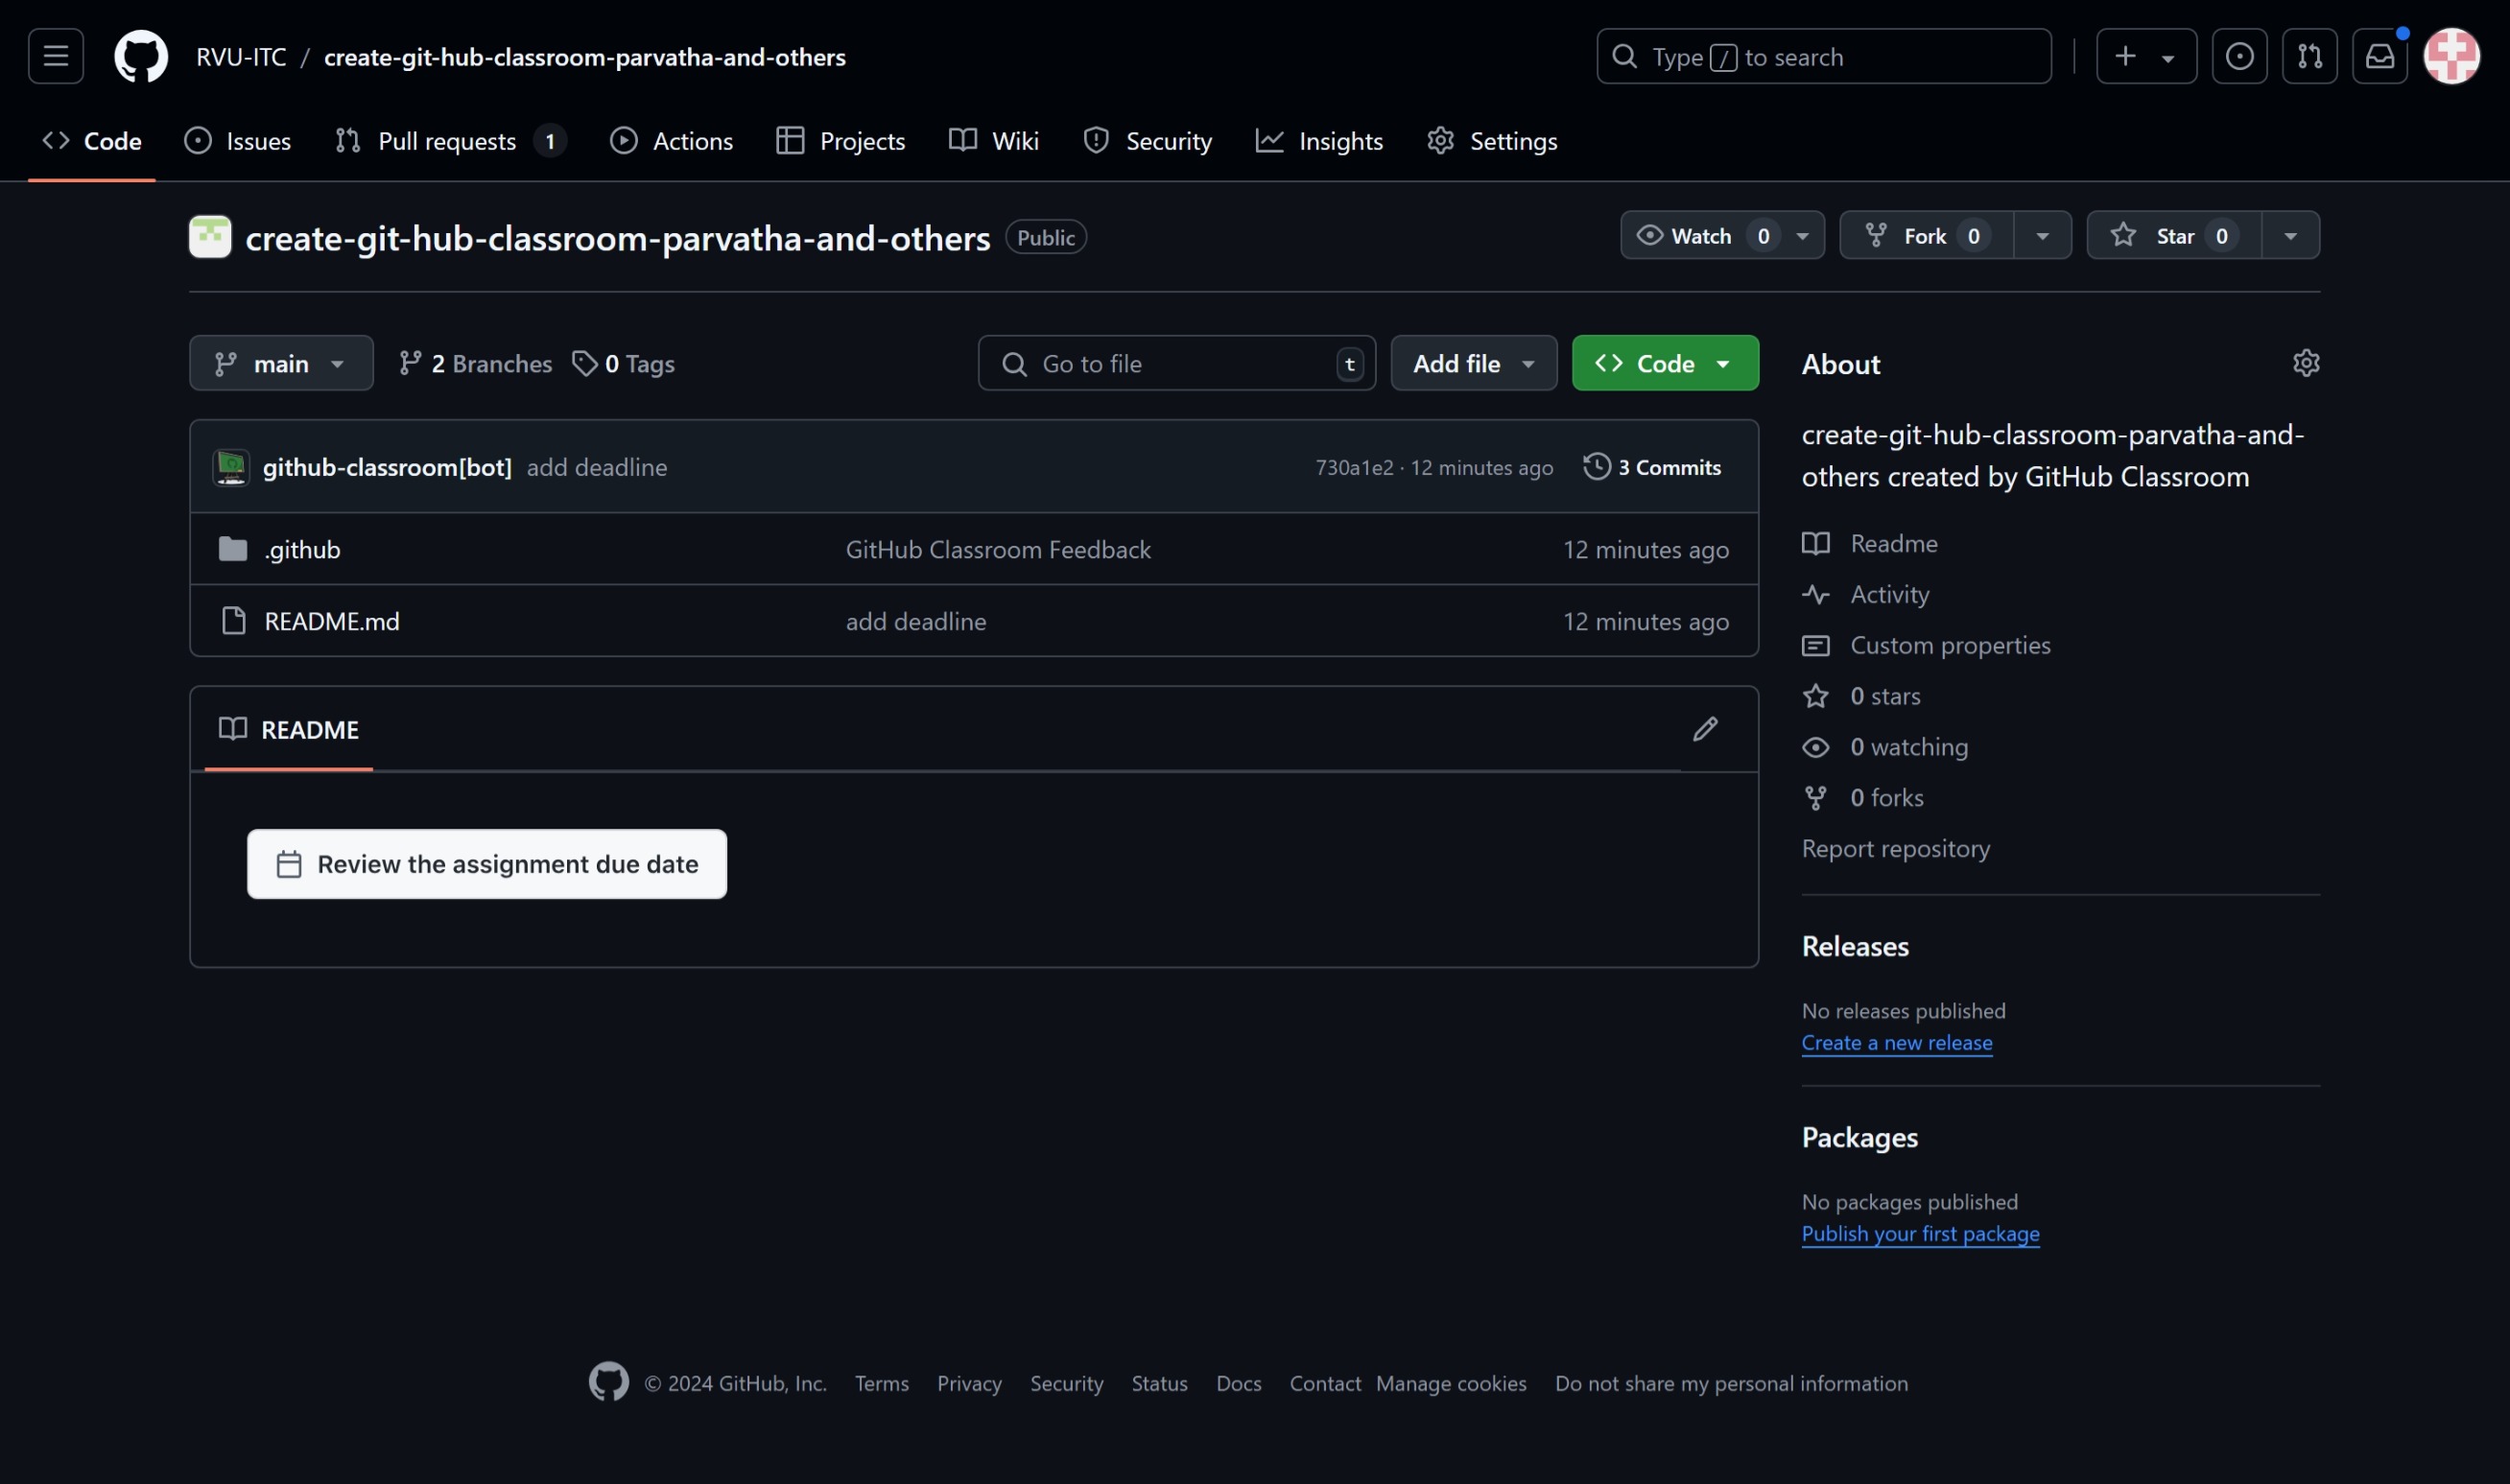 RVU-ITC / create-git-hub-classroom-parvatha-and-others
Type / to search
Code Issues Pull requests 1 Actions Projects Wiki Security Insights Settings
create-git-hub-classroom-parvatha-and-others Public
Watch 0 Fork 0 Star 0
main 2 Branches 0 Tags
Go to file t Add file Code
github-classroom[bot] add deadline 730a1e2 · 12 minutes ago 3 Commits
.github GitHub Classroom Feedback 12 minutes ago
README.md add deadline 12 minutes ago
README
Review the assignment due date
About
create-git-hub-classroom-parvatha-and-
others created by GitHub Classroom
Readme
Activity
Custom properties
0 stars
0 watching
0 forks
Report repository
Releases
No releases published
Create a new release
Packages
No packages published
Publish your first package
© 2024 GitHub, Inc. Terms Privacy Security Status Docs Contact Manage cookies Do not share my personal information